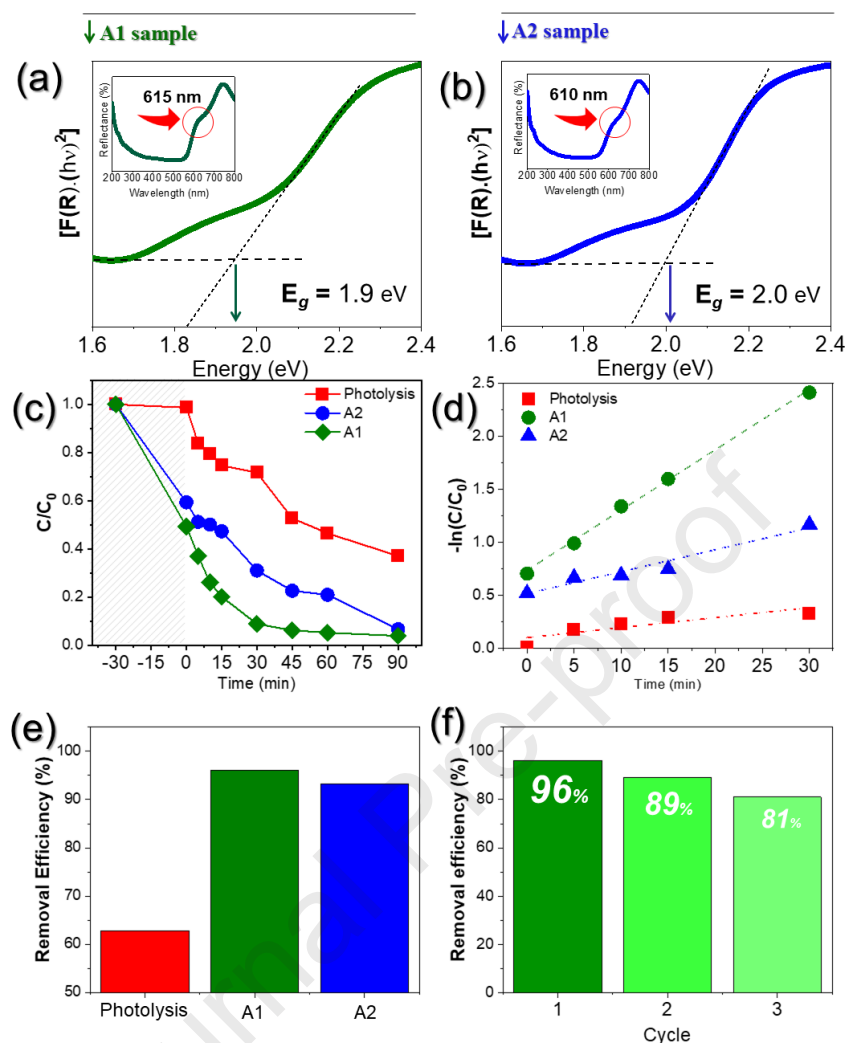 A1 sample
A2 sample
(a)
615 nm
Reflectance (%)
200 300 400 500 600 700 800
Wavelength (nm)
[F(R).(hν)²]
E_g = 1.9 eV
1.6 1.8 2.0 2.2 2.4
Energy (eV)
(b)
610 nm
Reflectance (%)
200 300 400 500 600 700 800
Wavelength (nm)
[F(R).(hν)²]
E_g = 2.0 eV
1.6 1.8 2.0 2.2 2.4
Energy (eV)
(c)
Photolysis
A2
A1
C/C₀
1.0
0.8
0.6
0.4
0.2
0.0
-30 -15 0 15 30 45 60 75 90
Time (min)
(d)
Photolysis
A1
A2
-ln(C/C₀)
2.5
2.0
1.5
1.0
0.5
0.0
0 5 10 15 20 25 30
Time (min)
(e)
Removal Efficiency (%)
100
90
80
70
60
50
Photolysis A1 A2
(f)
Removal efficiency (%)
100
80
60
40
20
0
96%
89%
81%
1 2 3
Cycle
rnal Pre-proof